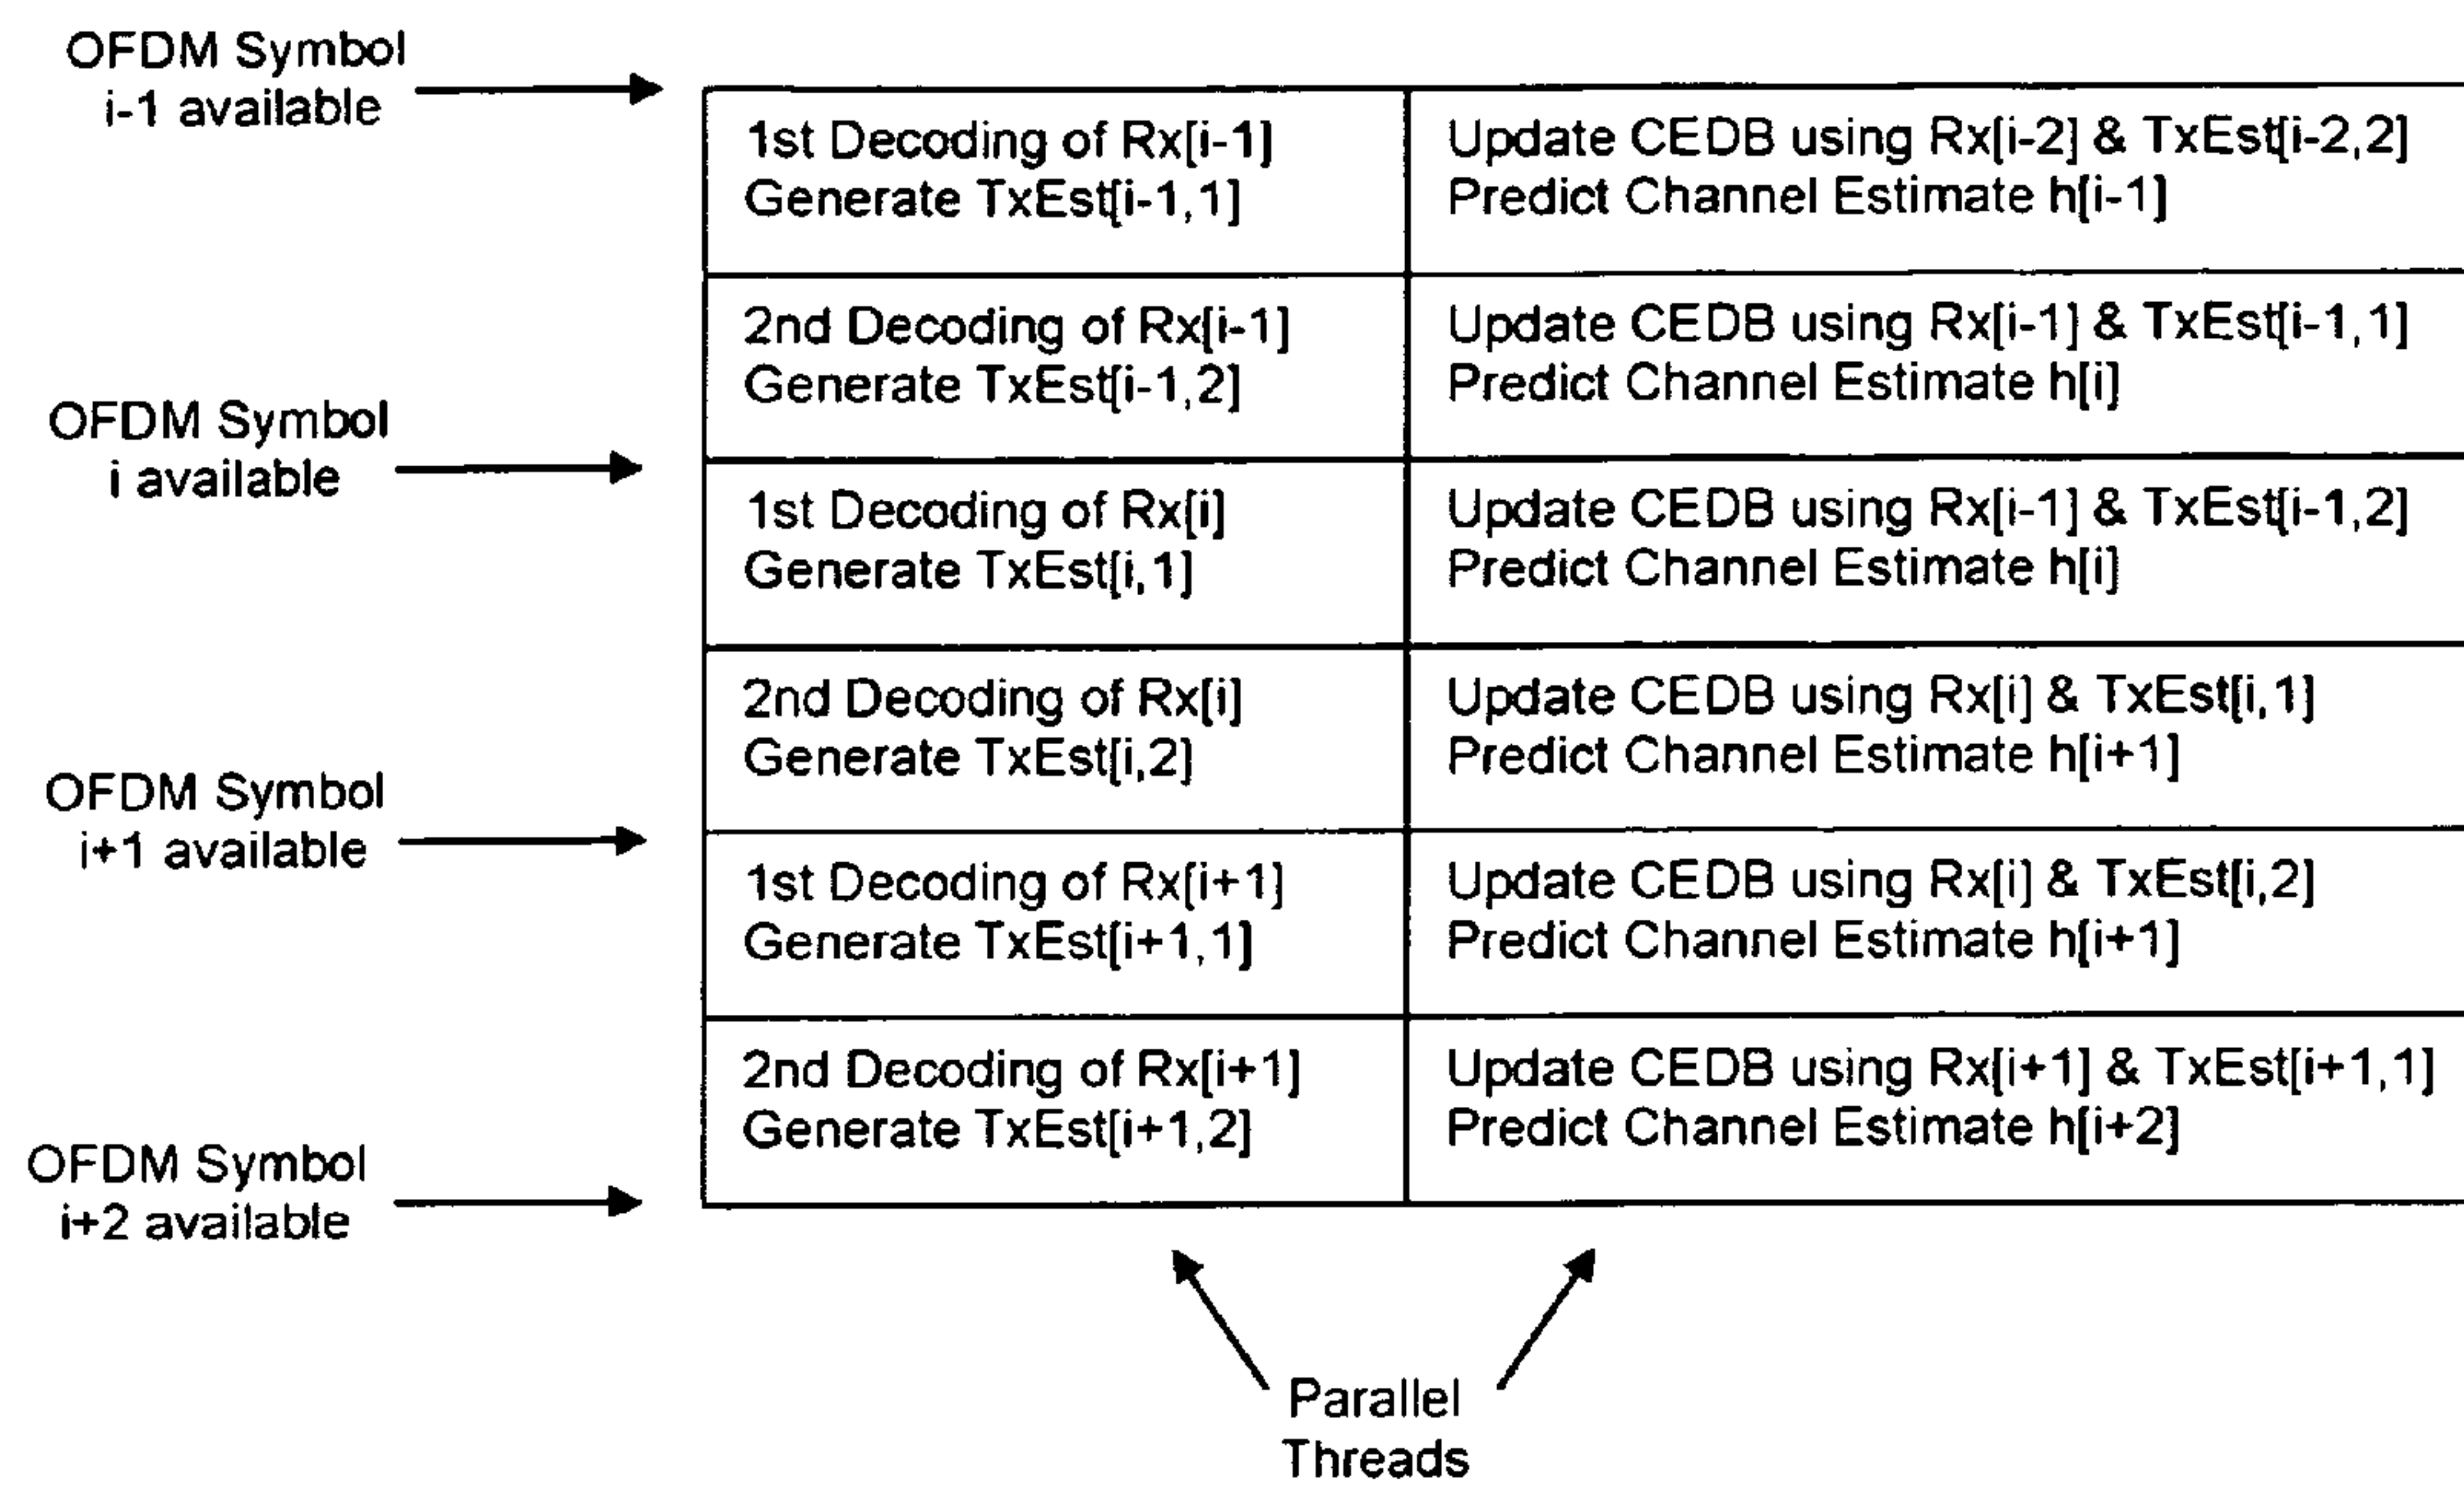 OFDM Symbol
i-1 available
1st Decoding of Rx[i-1]
Generate TxEst[i-1,1]
Update CEDB using Rx[i-2] & TxEst[i-2,2]
Predict Channel Estimate h[i-1]
2nd Decoding of Rx[i-1]
Generate TxEst[i-1,2]
Update CEDB using Rx[i-1] & TxEst[i-1,1]
Predict Channel Estimate h[i]
OFDM Symbol
i available
1st Decoding of Rx[i]
Generate TxEst[i,1]
Update CEDB using Rx[i-1] & TxEst[i-1,2]
Predict Channel Estimate h[i]
2nd Decoding of Rx[i]
Generate TxEst[i,2]
Update CEDB using Rx[i] & TxEst[i,1]
Predict Channel Estimate h[i+1]
OFDM Symbol
i+1 available
1st Decoding of Rx[i+1]
Generate TxEst[i+1,1]
Update CEDB using Rx[i] & TxEst[i,2]
Predict Channel Estimate h[i+1]
2nd Decoding of Rx[i+1]
Generate TxEst[i+1,2]
Update CEDB using Rx[i+1] & TxEst[i+1,1]
Predict Channel Estimate h[i+2]
OFDM Symbol
i+2 available
Parallel
Threads